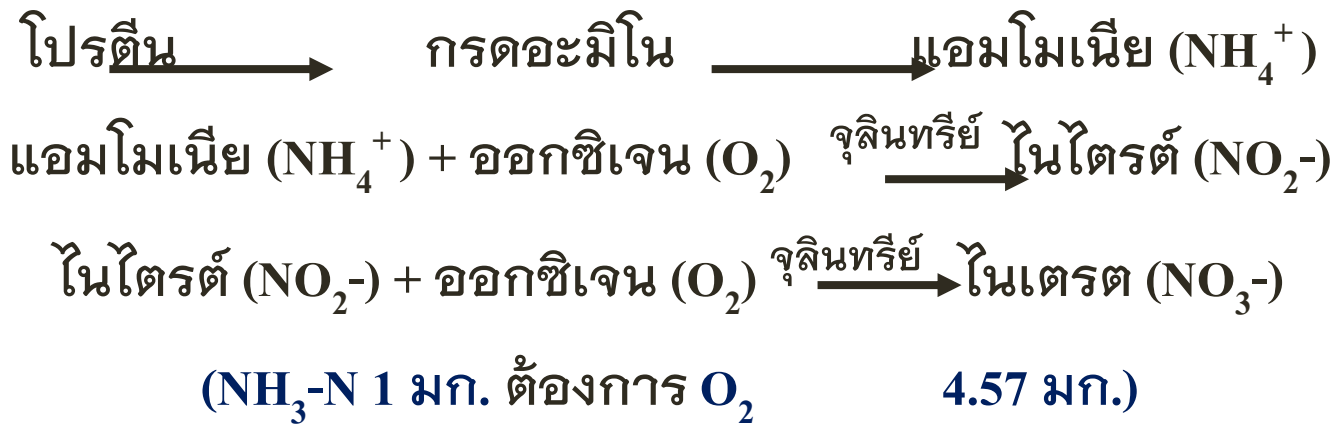 โปรตีน → กรดอะมิโน → แอมโมเนีย (NH₄⁺)
แอมโมเนีย (NH₄⁺) + ออกซิเจน (O₂) จุลินทรีย์ → ไนไตรต์ (NO₂-)
ไนไตรต์ (NO₂-) + ออกซิเจน (O₂) จุลินทรีย์ → ไนเตรต (NO₃-)
(NH₃-N 1 มก. ต้องการ O₂ 4.57 มก.)